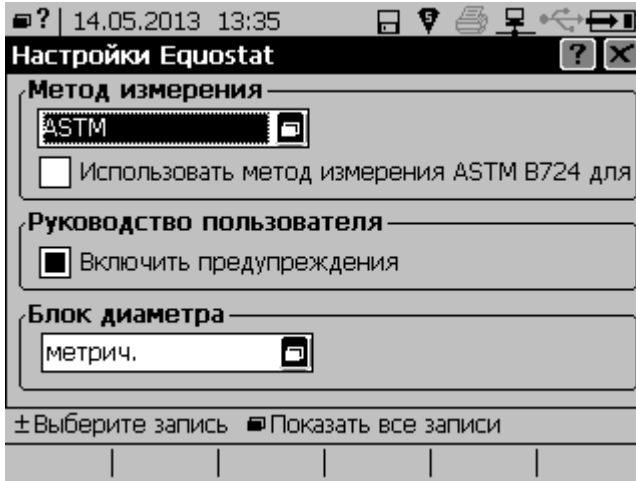 ? 14.05.2013 13:35
Настройки Equostat ?
Метод измерения
ASTM
Использовать метод измерения ASTM B724 для
Руководство пользователя
Включить предупреждения
Блок диаметра
метрич.
±Выберите запись Показать все записи